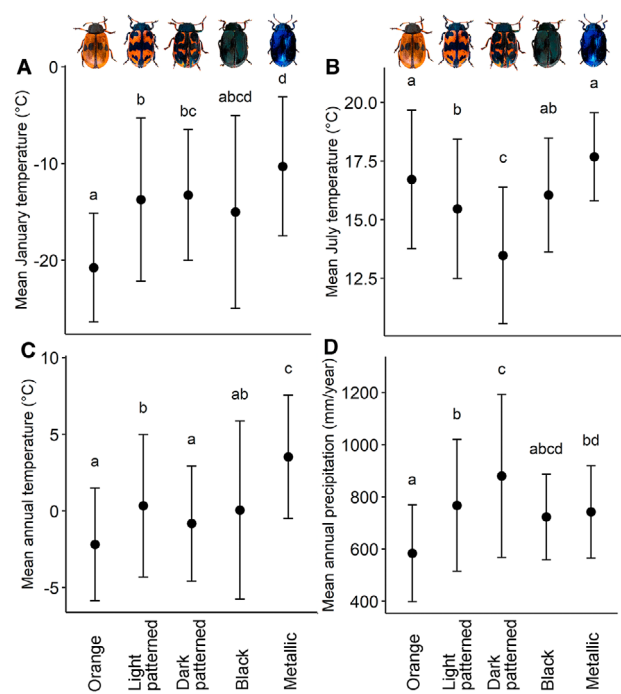 A
Mean January temperature (°C)
0
-10
-20
a
b
bc
abcd
d
B
Mean July temperature (°C)
20.0
17.5
15.0
12.5
a
b
c
ab
a
C
Mean annual temperature (°C)
10
5
0
-5
a
b
a
ab
c
Orange
Light
patterned
Dark
patterned
Black
Metallic
D
Mean annual precipitation (mm/year)
1200
1000
800
600
400
a
b
c
abcd
bd
Orange
Light
patterned
Dark
patterned
Black
Metallic